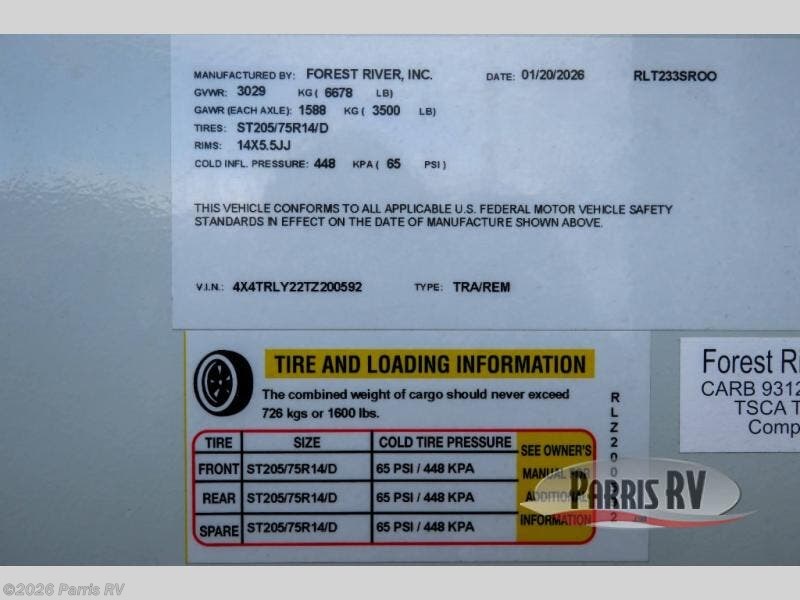 MANUFACTURED BY: FOREST RIVER, INC. DATE: 01/20/2026 RLT233SROO
GVWR: 3029 KG ( 6678 LB)
GAWR (EACH AXLE): 1588 KG ( 3500 LB)
TIRES: ST205/75R14/D
RIMS: 14X5.5JJ
COLD INFL. PRESSURE: 448 KPA ( 65 PSI )
THIS VEHICLE CONFORMS TO ALL APPLICABLE U.S. FEDERAL MOTOR VEHICLE SAFETY
STANDARDS IN EFFECT ON THE DATE OF MANUFACTURE SHOWN ABOVE.
V.I.N.: 4X4TRLY22TZ200592 TYPE: TRA/REM
TIRE AND LOADING INFORMATION
The combined weight of cargo should never exceed
726 kgs or 1600 lbs.
TIRE SIZE COLD TIRE PRESSURE SEE OWNER'S
FRONT ST205/75R14/D 65 PSI / 448 KPA MANUAL FOR
REAR ST205/75R14/D 65 PSI / 448 KPA ADDITIONAL
SPARE ST205/75R14/D 65 PSI / 448 KPA INFORMATION
Forest Ri
CARB 9312
TSCA T
Comp
PARRIS RV
©2026 Parris RV